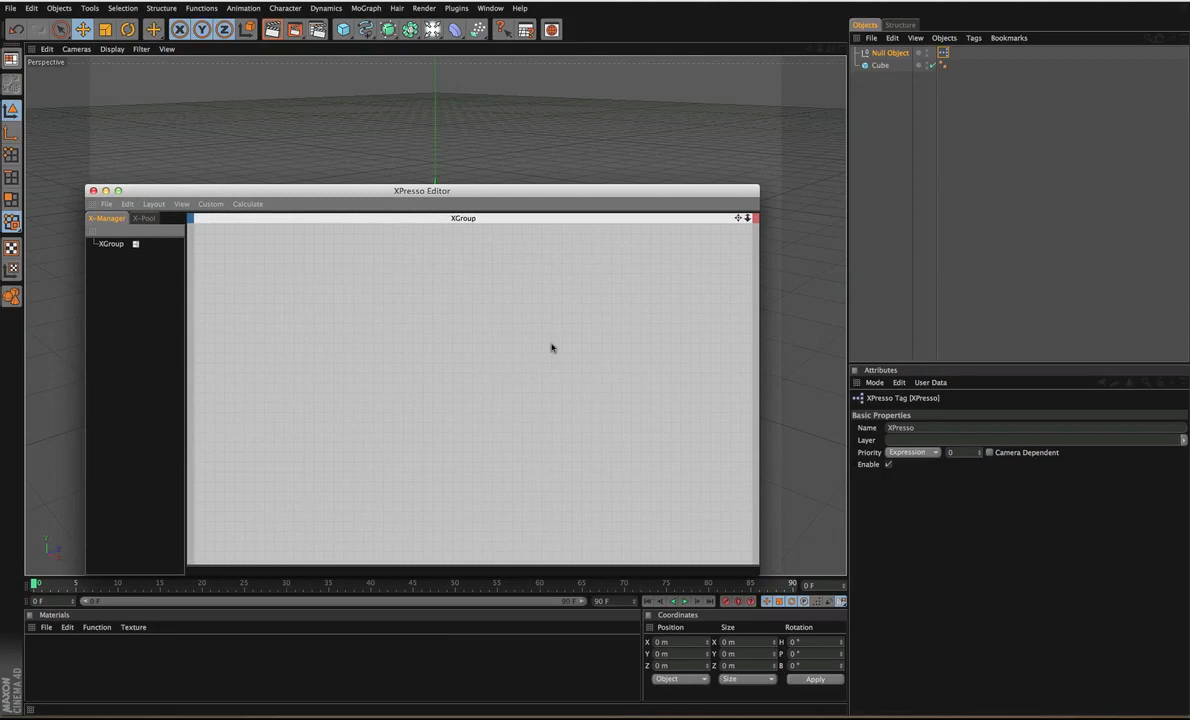 File Edit Objects Tools Selection Structure Functions Animation Character Dynamics MoGraph Hair Render Plugins Window Help
Objects Structure
File Edit View Objects Tags Bookmarks
Edit Cameras Display Filter View
Perspective
Null Object
Cube
XPresso Editor
File Edit Layout View Custom Calculate
X-Manager X-Pool
XGroup
XGroup
Attributes
Mode Edit User Data
XPresso Tag [XPresso]
Basic Properties
Name XPresso
Layer
Priority Expression 0 Camera Dependent
Enable
Y
Z
0 5 10 15 20 25 30 35 40 45 50 55 60 65 70 75 80 85 90 0 F
0 F 0 F 90 F 90 F
Materials
File Edit Function Texture
Coordinates
Position Size Rotation
X 0 m X 0 m H 0 °
Y 0 m Y 0 m P 0 °
Z 0 m Z 0 m B 0 °
Object Size Apply
MAXON
CINEMA 4D